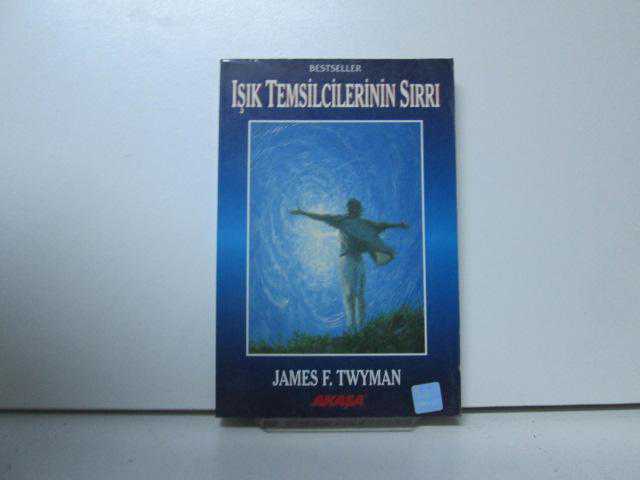 BESTSELLER
IŞIK TEMSİLCİLERİNİN SIRRI
JAMES F. TWYMAN
AKAŞA